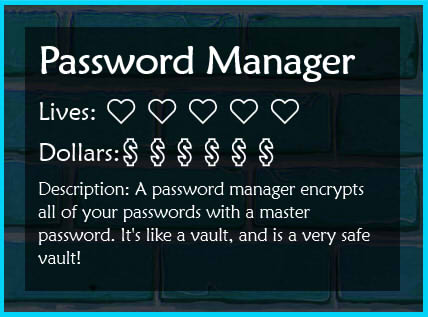 Password Manager
Lives: ♡ ♡ ♡ ♡ ♡
Dollars: $ $ $ $ $ $
Description: A password manager encrypts
all of your passwords with a master
password. It's like a vault, and is a very safe
vault!